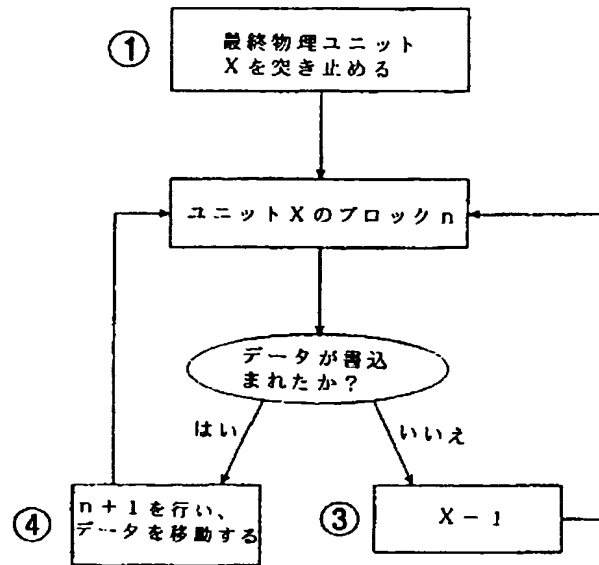 ①
最終物理ユニット
Xを突き止める
ユニットXのブロックn
データが書込
まれたか？
はい
いいえ
④
n+1を行い、
データを移動する
③
X-1